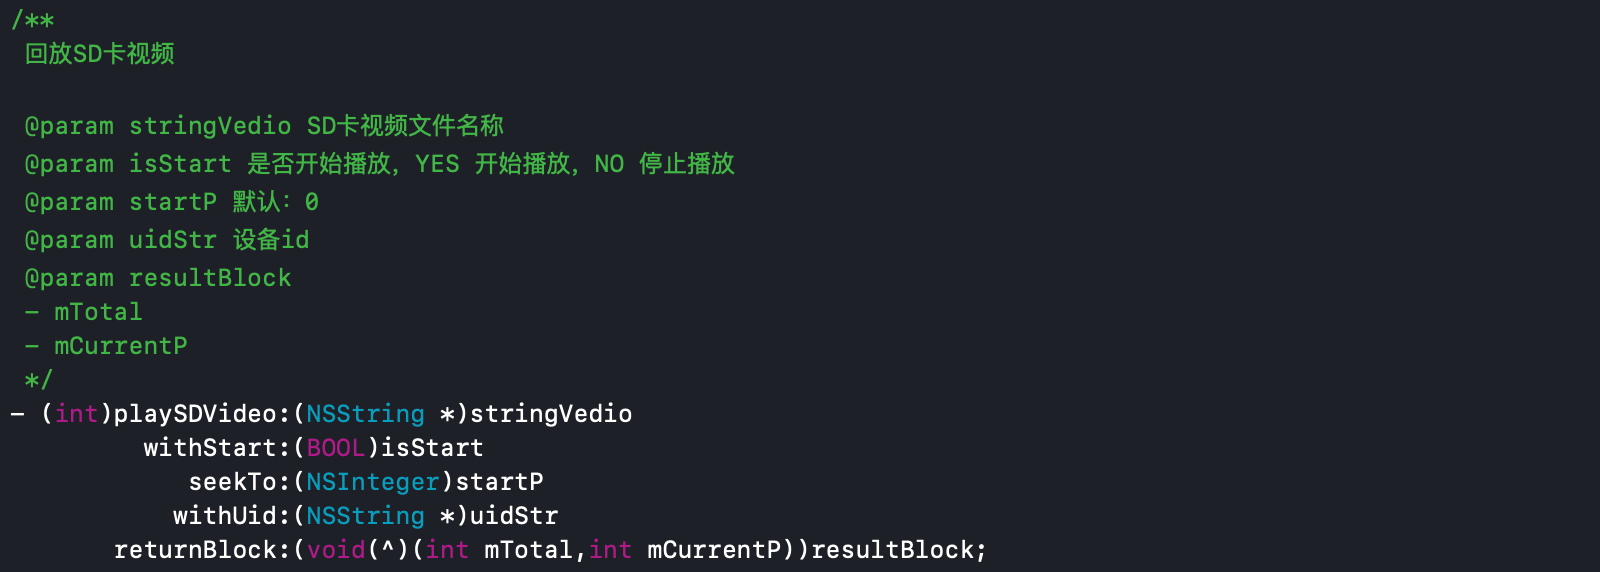 /**
回放SD卡视频
@param stringVedio SD卡视频文件名称
@param isStart 是否开始播放，YES 开始播放，NO 停止播放
@param startP 默认：0
@param uidStr 设备id
@param resultBlock
- mTotal
- mCurrentP
*/
- (int)playSDVideo:(NSString *)stringVedio
withStart:(BOOL)isStart
seekTo:(NSInteger)startP
withUid:(NSString *)uidStr
returnBlock:(void(^)(int mTotal,int mCurrentP))resultBlock;